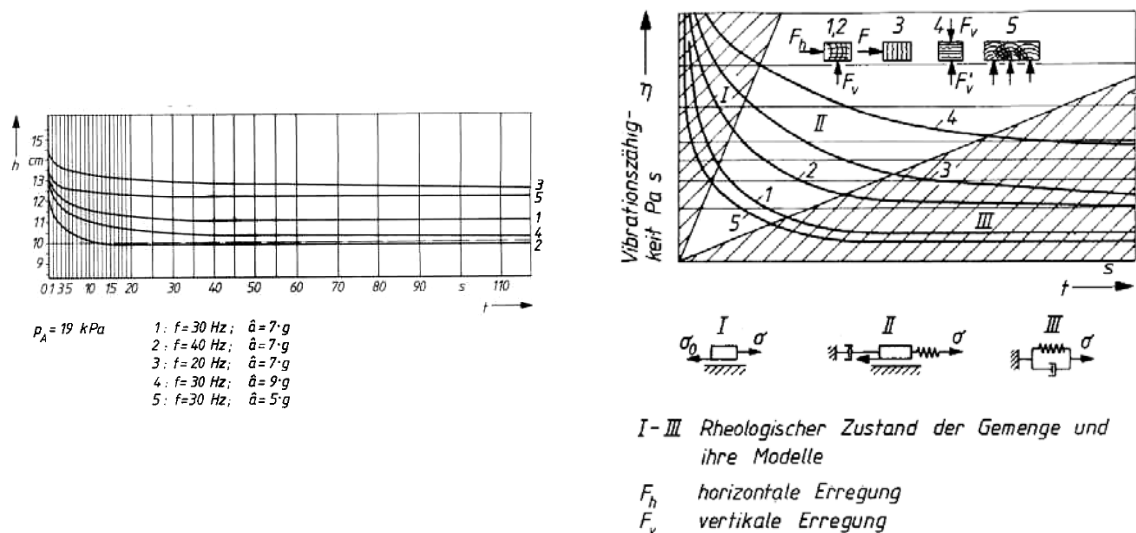 h
15
cm
13
12
11
10
9
3
5
1
4
2
0 1 3 5 10 15 20 30 35 40 45 50 55 60 70 80 90 s 110
t
p_A = 19 kPa
1: f = 30 Hz; â = 7·g
2: f = 40 Hz; â = 7·g
3: f = 20 Hz; â = 7·g
4: f = 30 Hz; â = 9·g
5: f = 30 Hz; â = 5·g
η
Vibrationszähig-
keit Pa s
1,2 3 4 F_v 5
F_h F
F_v F_v'
I
II
4
2 3
1
5 III
s
t
I II III
σ_0 σ σ σ
I-III Rheologischer Zustand der Gemenge und
ihre Modelle
F_h horizontale Erregung
F_v vertikale Erregung